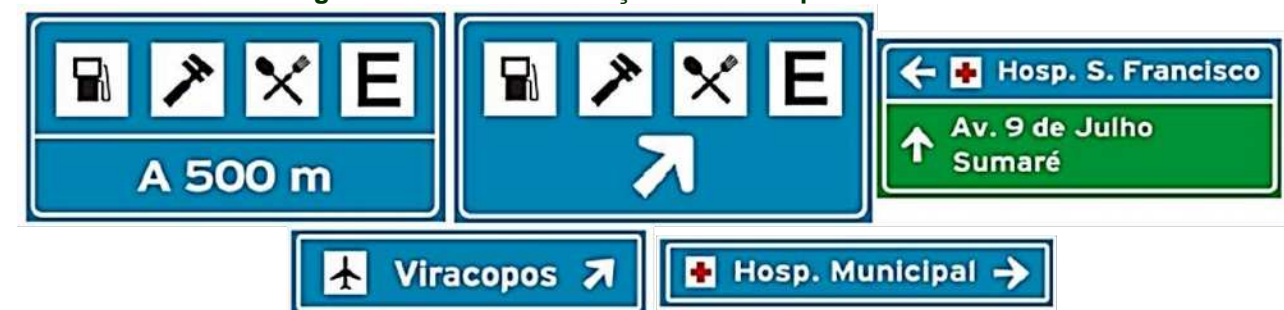 E
A 500 m
E
Hosp. S. Francisco
Av. 9 de Julho
Sumaré
Viracopos
Hosp. Municipal